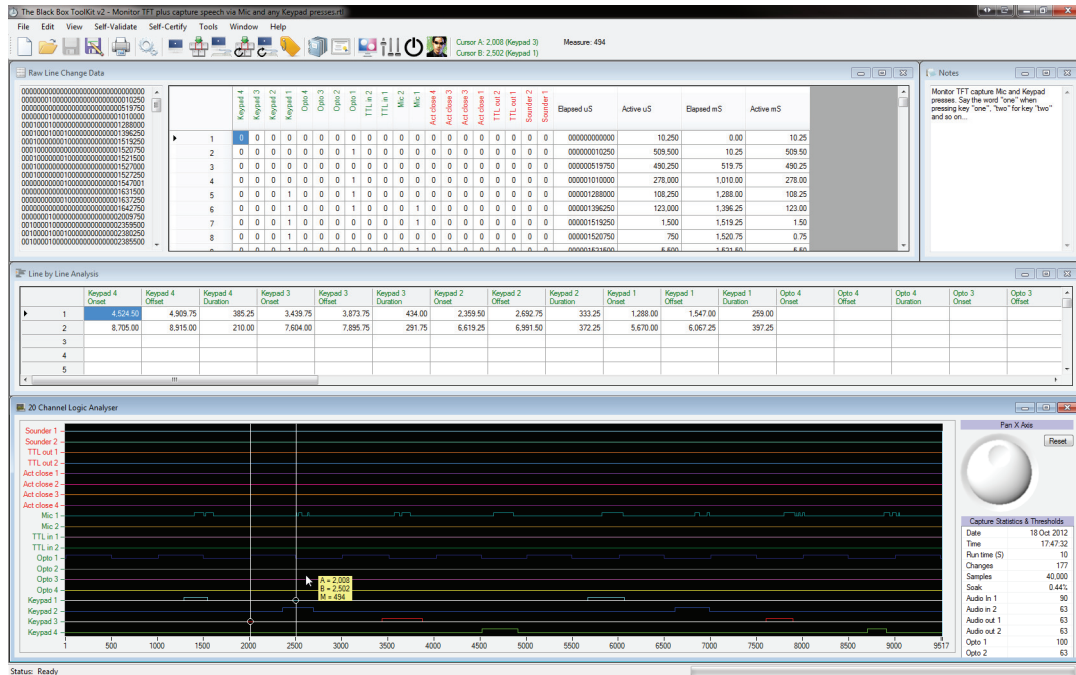 The Black Box ToolKit v2 - Monitor TFT plus capture speech via Mic and any Keypad presses.rtl
File Edit View Self-Validate Self-Certify Tools Window Help
Cursor A: 2,008 (Keypad 3) Measure: 494
Cursor B: 2,502 (Keypad 1)
Raw Line Change Data
00000000000000000000000000000000
00000001000000000000000000010250
00000000000000000000000000519750
00000001000000000000000001010000
00010001000000000000000001288000
00010001000100000000000001396250
00010000000100000000000001519250
00010000000000000000000001520750
00010000000100000000000001521500
00010000000000000000000001527000
00010000000100000000000001527250
00000000000100000000000001547001
00000000000000000000000001631500
00000000000100000000000001637250
00000000000000000000000001642750
00000001000000000000000002009750
00100001000000000000000002359500
00100001000100000000000002380250
00100001000000000000000002385500
Keypad 4 Keypad 3 Keypad 2 Keypad 1 Opto 4 Opto 3 Opto 2 Opto 1 TTL in 2 TTL in 1 Mic 2 Mic 1 Act close 4 Act close 3 Act close 2 Act close 1 TTL out 2 TTL out 1 Sounder 2 Sounder 1 Elapsed uS Active uS Elapsed mS Active mS
1 0 0 0 0 0 0 0 0 0 0 0 0 0 0 0 0 0 0 0 0 000000000000 10,250 0.00 10.25
2 0 0 0 0 0 0 0 1 0 0 0 0 0 0 0 0 0 0 0 0 000000010250 509,500 10.25 509.50
3 0 0 0 0 0 0 0 0 0 0 0 0 0 0 0 0 0 0 0 0 000000519750 490,250 519.75 490.25
4 0 0 0 0 0 0 0 1 0 0 0 0 0 0 0 0 0 0 0 0 000001010000 278,000 1,010.00 278.00
5 0 0 0 1 0 0 0 1 0 0 0 0 0 0 0 0 0 0 0 0 000001288000 108,250 1,288.00 108.25
6 0 0 0 1 0 0 0 1 0 0 0 1 0 0 0 0 0 0 0 0 000001396250 123,000 1,396.25 123.00
7 0 0 0 1 0 0 0 0 0 0 0 1 0 0 0 0 0 0 0 0 000001519250 1,500 1,519.25 1.50
8 0 0 0 1 0 0 0 0 0 0 0 0 0 0 0 0 0 0 0 0 000001520750 750 1,520.75 0.75
Notes
Monitor TFT capture Mic and Keypad
presses. Say the word "one" when
pressing key "one", "two" for key "two"
and so on...
Line by Line Analysis
Keypad 4 Onset Keypad 4 Offset Keypad 4 Duration Keypad 3 Onset Keypad 3 Offset Keypad 3 Duration Keypad 2 Onset Keypad 2 Offset Keypad 2 Duration Keypad 1 Onset Keypad 1 Offset Keypad 1 Duration Opto 4 Onset Opto 4 Offset Opto 4 Duration Opto 3 Onset Opto 3 Offset
1 4,524.50 4,909.75 385.25 3,439.75 3,873.75 434.00 2,359.50 2,692.75 333.25 1,288.00 1,547.00 259.00
2 8,705.00 8,915.00 210.00 7,604.00 7,895.75 291.75 6,619.25 6,991.50 372.25 5,670.00 6,067.25 397.25
3
4
5
20 Channel Logic Analyser
Sounder 1
Sounder 2
TTL out 1
TTL out 2
Act close 1
Act close 2
Act close 3
Act close 4
Mic 1
Mic 2
TTL in 1
TTL in 2
Opto 1
Opto 2
Opto 3
Opto 4
Keypad 1
Keypad 2
Keypad 3
Keypad 4
A = 2,008
B = 2,502
M = 494
1 500 1000 1500 2000 2500 3000 3500 4000 4500 5000 5500 6000 6500 7000 7500 8000 8500 9000 9517
Pan X Axis
Reset
Capture Statistics & Thresholds
Date 18 Oct 2012
Time 17:47:32
Run time (S) 10
Changes 177
Samples 40,000
Soak 0.44%
Audio In 1 90
Audio in 2 63
Audio out 1 63
Audio out 2 63
Opto 1 100
Opto 2 63
Status: Ready